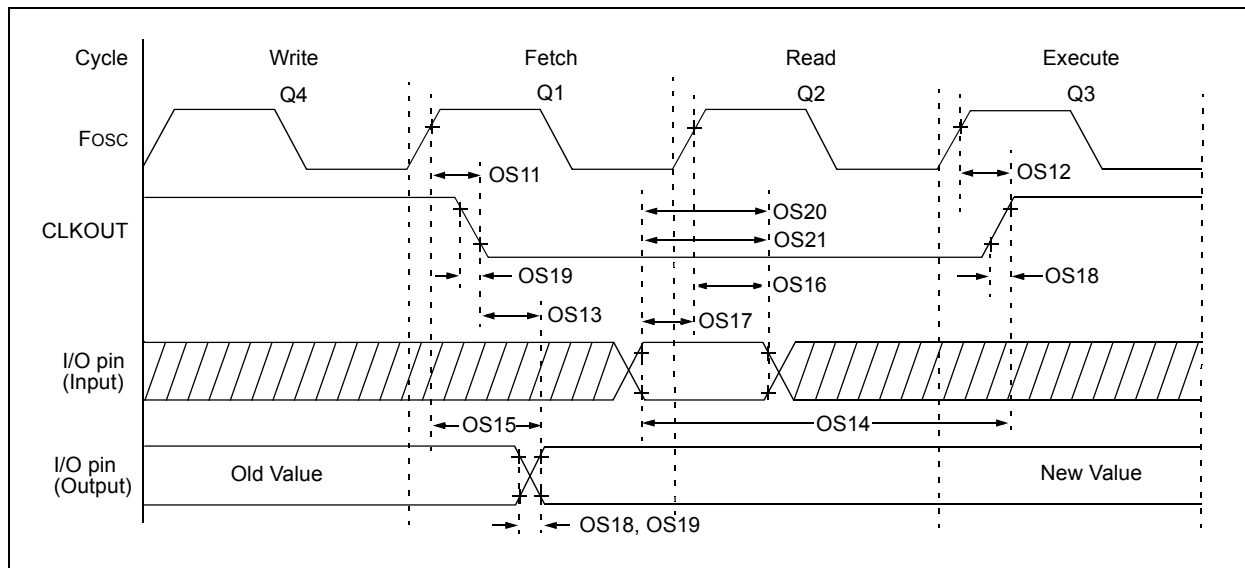 Cycle Write Fetch Read Execute
Q4 Q1 Q2 Q3
FOSC
OS11 OS12
OS20
CLKOUT
OS21
OS19 OS16 OS18
OS13 OS17
I/O pin
(Input)
OS15 OS14
I/O pin
(Output)
Old Value New Value
OS18, OS19